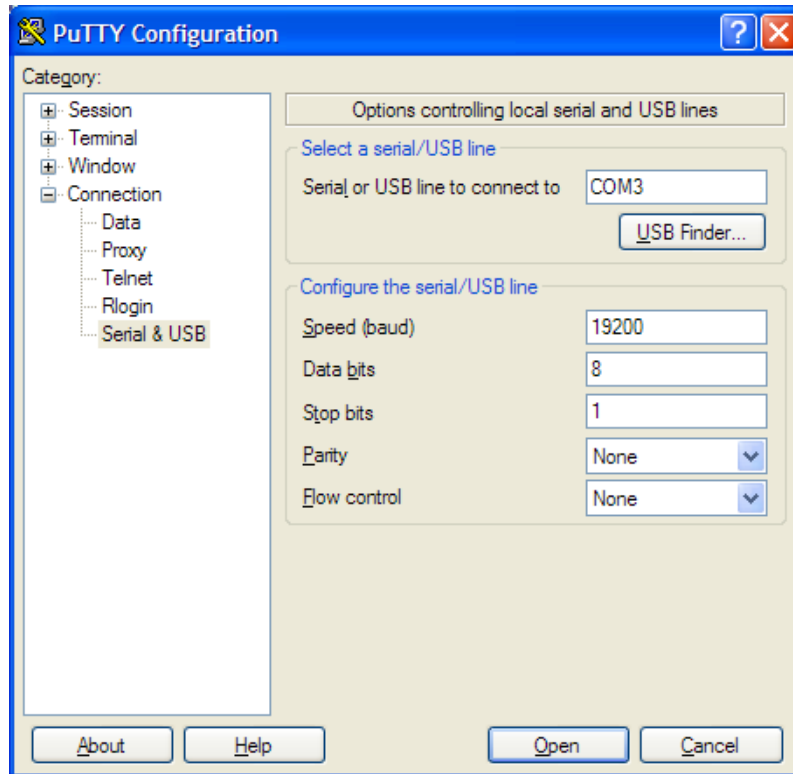 PuTTY Configuration
Category:
Session
Terminal
Window
Connection
Data
Proxy
Telnet
Rlogin
Serial & USB
Options controlling local serial and USB lines
Select a serial/USB line
Serial or USB line to connect to COM3
USB Finder...
Configure the serial/USB line
Speed (baud) 19200
Data bits 8
Stop bits 1
Parity None
Flow control None
About Help Open Cancel